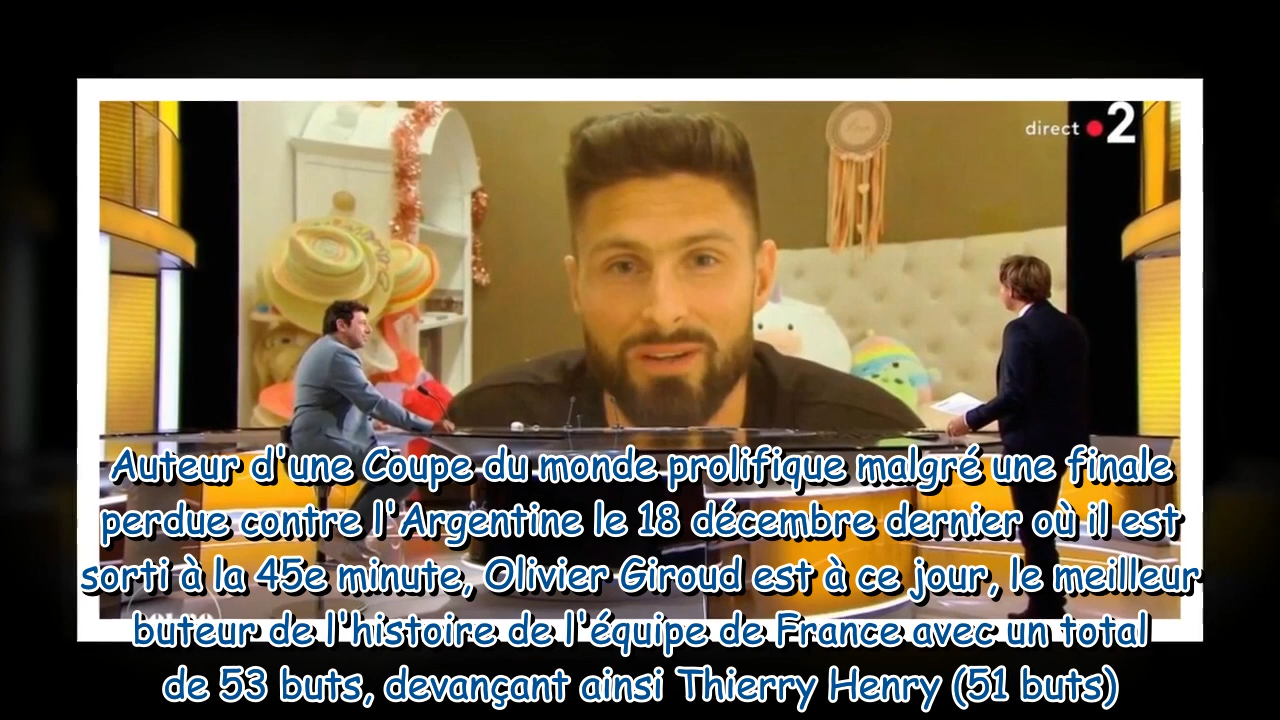 direct 2
Auteur d'une Coupe du monde prolifique malgré une finale
perdue contre l'Argentine le 18 décembre dernier où il est
sorti à la 45e minute, Olivier Giroud est à ce jour, le meilleur
buteur de l'histoire de l'équipe de France avec un total
de 53 buts, devançant ainsi Thierry Henry (51 buts)